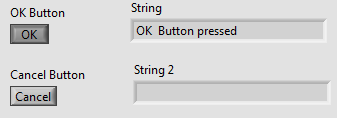 OK Button
String
OK
OK Button pressed
Cancel Button
String 2
Cancel